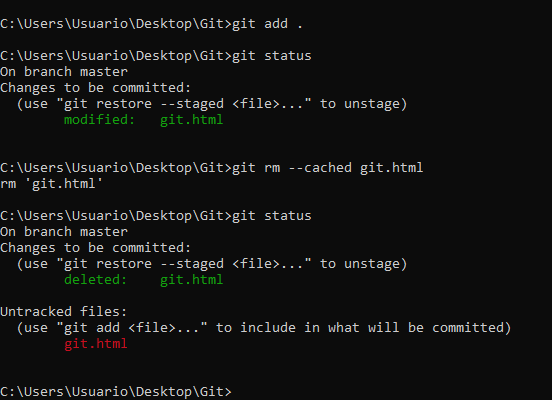 C:\Users\Usuario\Desktop\Git>git add .
C:\Users\Usuario\Desktop\Git>git status
On branch master
Changes to be committed:
  (use "git restore --staged <file>..." to unstage)
        modified:   git.html
C:\Users\Usuario\Desktop\Git>git rm --cached git.html
rm 'git.html'
C:\Users\Usuario\Desktop\Git>git status
On branch master
Changes to be committed:
  (use "git restore --staged <file>..." to unstage)
        deleted:    git.html
Untracked files:
  (use "git add <file>..." to include in what will be committed)
        git.html
C:\Users\Usuario\Desktop\Git>